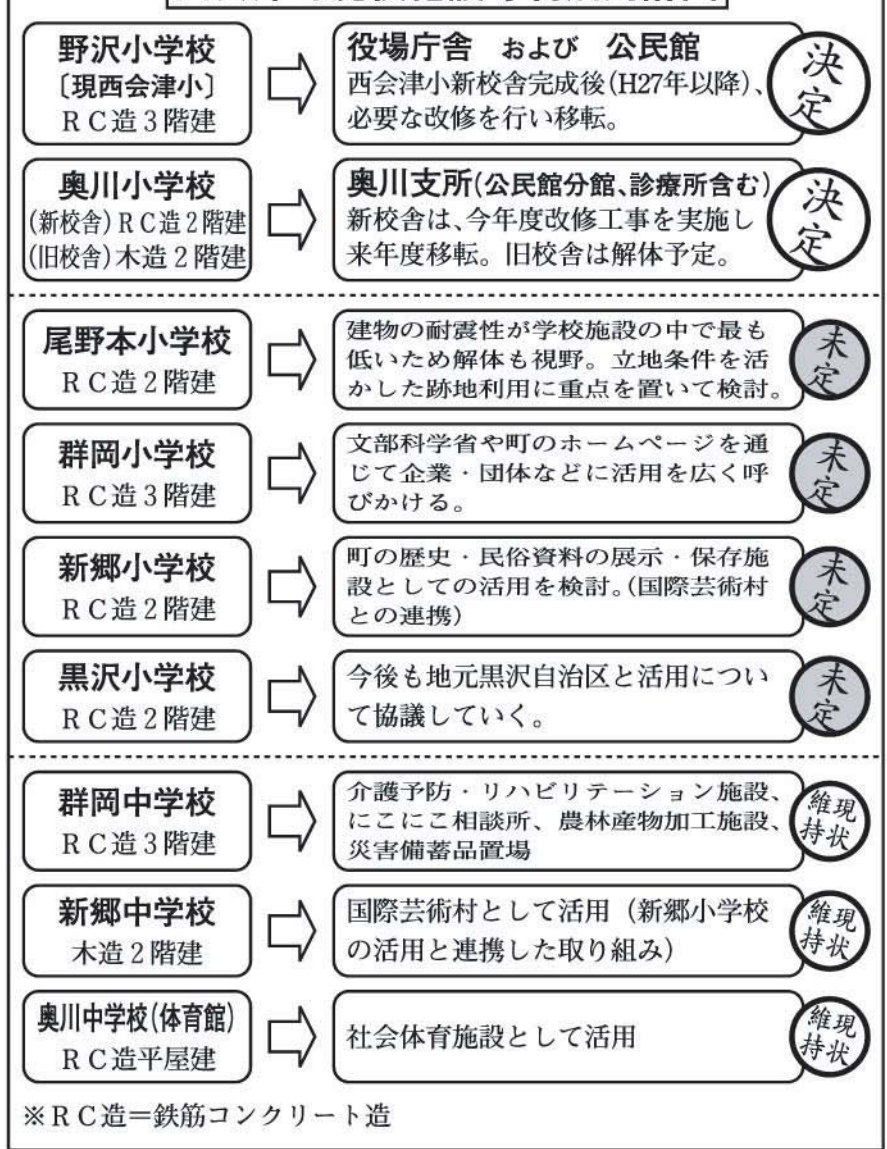 野沢小学校
〔現西会津小〕
ＲＣ造３階建
役場庁舎 および 公民館
西会津小新校舎完成後(H27年以降)、
必要な改修を行い移転。
決定
奥川小学校
(新校舎)ＲＣ造２階建
(旧校舎)木造２階建
奥川支所(公民館分館、診療所含む)
新校舎は、今年度改修工事を実施し
来年度移転。旧校舎は解体予定。
決定
尾野本小学校
ＲＣ造２階建
建物の耐震性が学校施設の中で最も
低いため解体も視野。立地条件を活
かした跡地利用に重点を置いて検討。
未定
群岡小学校
ＲＣ造３階建
文部科学省や町のホームページを通
じて企業・団体などに活用を広く呼
びかける。
未定
新郷小学校
ＲＣ造２階建
町の歴史・民俗資料の展示・保存施
設としての活用を検討。(国際芸術村
との連携)
未定
黒沢小学校
ＲＣ造２階建
今後も地元黒沢自治区と活用につい
て協議していく。
未定
群岡中学校
ＲＣ造３階建
介護予防・リハビリテーション施設、
にこにこ相談所、農林産物加工施設、
災害備蓄品置場
現状
維持
新郷中学校
木造２階建
国際芸術村として活用（新郷小学校
の活用と連携した取り組み）
現状
維持
奥川中学校(体育館)
ＲＣ造平屋建
社会体育施設として活用
現状
維持
※ＲＣ造＝鉄筋コンクリート造